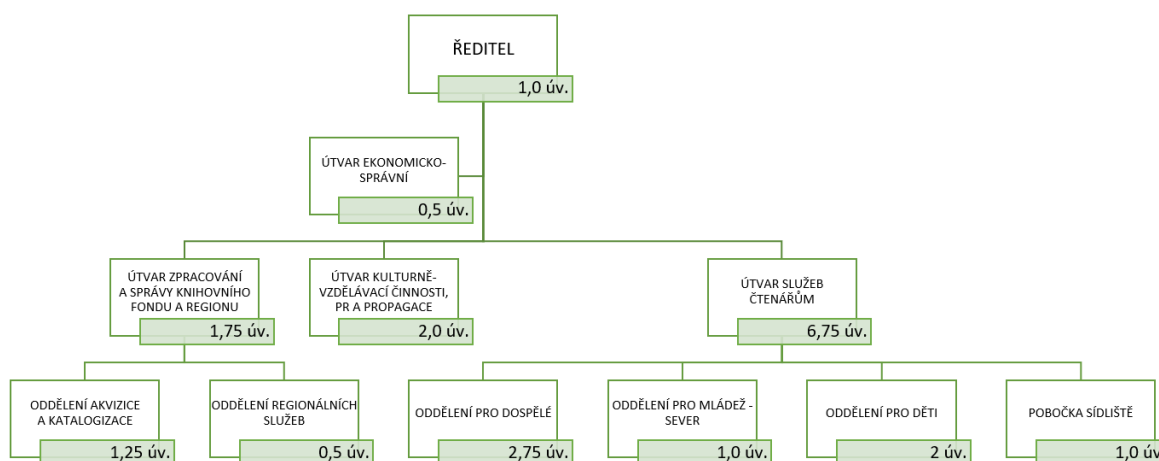 ŘEDITEL
1,0 úv.
ÚTVAR EKONOMICKO-
SPRÁVNÍ
0,5 úv.
ÚTVAR ZPRACOVÁNÍ
A SPRÁVY KNIHOVNÍHO
FONDU A REGIONU
1,75 úv.
ÚTVAR KULTURNĚ-
VZDĚLÁVACÍ ČINNOSTI,
PR A PROPAGACE
2,0 úv.
ÚTVAR SLUŽEB
ČTENÁŘŮM
6,75 úv.
ODDĚLENÍ AKVIZICE
A KATALOGIZACE
1,25 úv.
ODDĚLENÍ REGIONÁLNÍCH
SLUŽEB
0,5 úv.
ODDĚLENÍ PRO DOSPĚLÉ
2,75 úv.
ODDĚLENÍ PRO MLÁDEŽ -
SEVER
1,0 úv.
ODDĚLENÍ PRO DĚTI
2 úv.
POBOČKA SÍDLIŠTĚ
1,0 úv